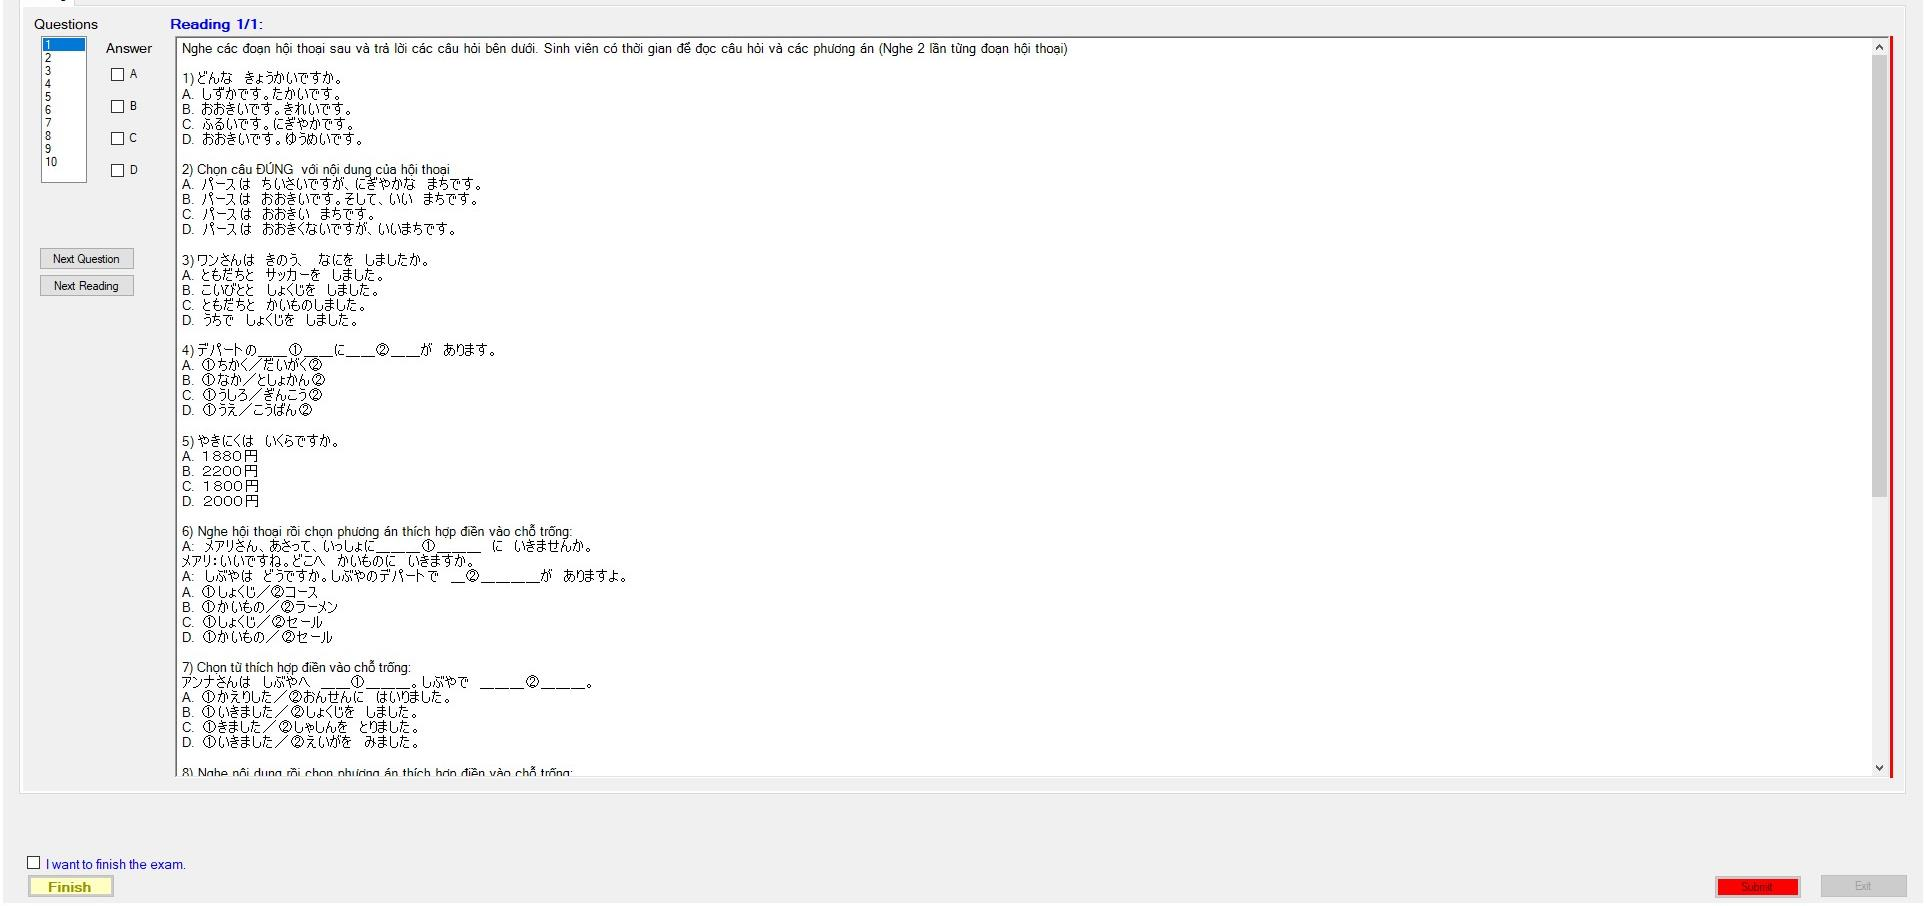 Questions
Reading 1/1:
1
2
3
4
5
6
7
8
9
10
Answer
A
B
C
D
Next Question
Next Reading
Nghe các đoạn hội thoại sau và trả lời các câu hỏi bên dưới. Sinh viên có thời gian để đọc câu hỏi và các phương án (Nghe 2 lần từng đoạn hội thoại)
1) どんな　きょうかいですか。
A. しずかです。たかいです。
B. おおきいです。きれいです。
C. ふるいです。にぎやかです。
D. おおきいです。ゆうめいです。
2) Chọn câu ĐÚNG với nội dung của hội thoại
A. パースは　ちいさいですが、にぎやかな　まちです。
B. パースは　おおきいです。そして、いい　まちです。
C. パースは　おおきい　まちです。
D. パースは　おおきくないですが、いいまちです。
3) ワンさんは　きのう、　なにを　しましたか。
A. ともだちと　サッカーを　しました。
B. こいびとと　しょくじを　しました。
C. ともだちと　かいものしました。
D. うちで　しょくじを　しました。
4) デパートの____①____に____②____が　あります。
A. ①ちかく／だいがく②
B. ①なか／としょかん②
C. ①うしろ／ぎんこう②
D. ①うえ／こうばん②
5) やきにくは　いくらですか。
A. １８８０円
B. ２２００円
C. １８００円
D. ２０００円
6) Nghe hội thoại rồi chọn phương án thích hợp điền vào chỗ trống:
A: メアリさん、あさって、いっしょに______①______　に　いきませんか。
メアリ：いいですね。どこへ　かいものに　いきますか。
A: しぶやは　どうですか。しぶやのデパートで　__②________が　ありますよ。
A. ①しょくじ／②コース
B. ①かいもの／②ラーメン
C. ①しょくじ／②セール
D. ①かいもの／②セール
7) Chọn từ thích hợp điền vào chỗ trống:
アンナさんは　しぶやへ　____①______。しぶやで　______②______。
A. ①かえりした／②おんせんに　はいりました。
B. ①いきました／②しょくじを　しました。
C. ①きました／②しゃしんを　とりました。
D. ①いきました／②えいがを　みました。
8) Nghe nội dung rồi chọn phương án thích hợp điền vào chỗ trống:
I want to finish the exam.
Finish
Submit
Exit